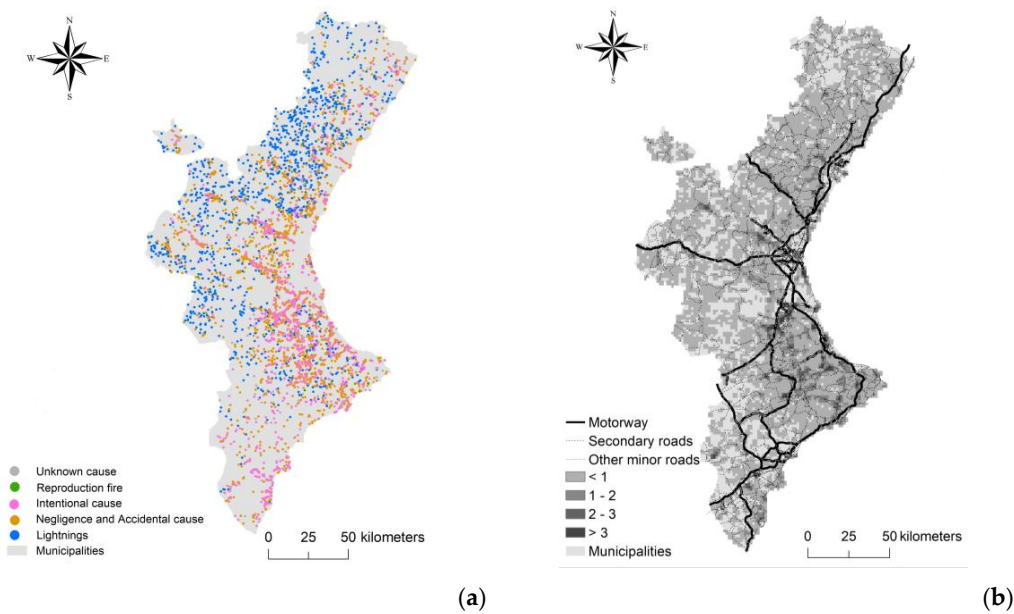 N
W E
S
Unknown cause
Reproduction fire
Intentional cause
Negligence and Accidental cause
Lightnings
Municipalities
0 25 50 kilometers
(a)
N
W E
S
Motorway
Secondary roads
Other minor roads
< 1
1 - 2
2 - 3
> 3
Municipalities
0 25 50 kilometers
(b)